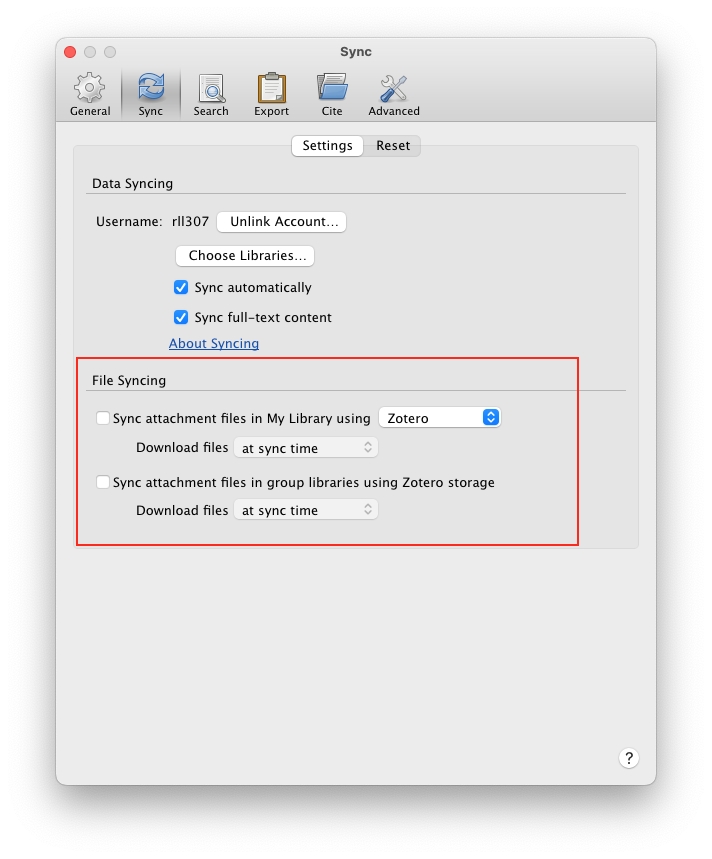 Sync
General Sync Search Export Cite Advanced
Settings Reset
Data Syncing
Username: rll307 Unlink Account...
Choose Libraries...
Sync automatically
Sync full-text content
About Syncing
File Syncing
Sync attachment files in My Library using Zotero
Download files at sync time
Sync attachment files in group libraries using Zotero storage
Download files at sync time
?